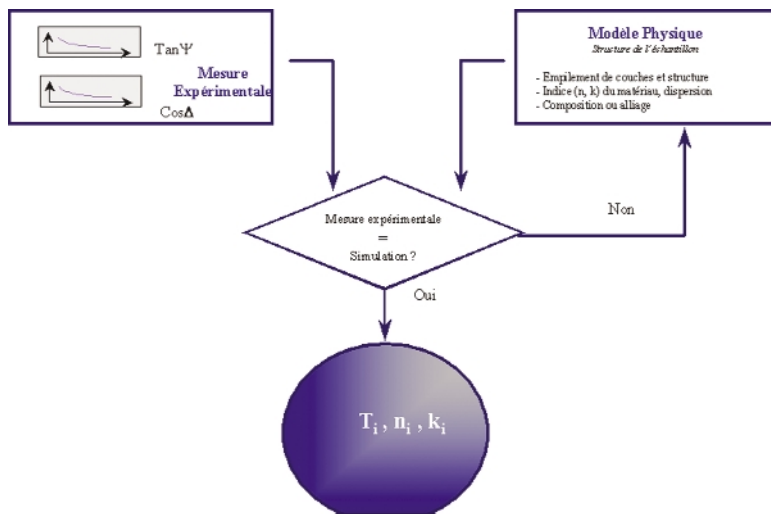 TanΨ
Mesure
Expérimentale
CosΔ
Modèle Physique
Structure de l'échantillon
- Empilement de couches et structure
- Indice (n, k) du matériau, dispersion
- Composition ou alliage
Mesure expérimentale
=
Simulation ?
Non
Oui
Ti , ni , ki